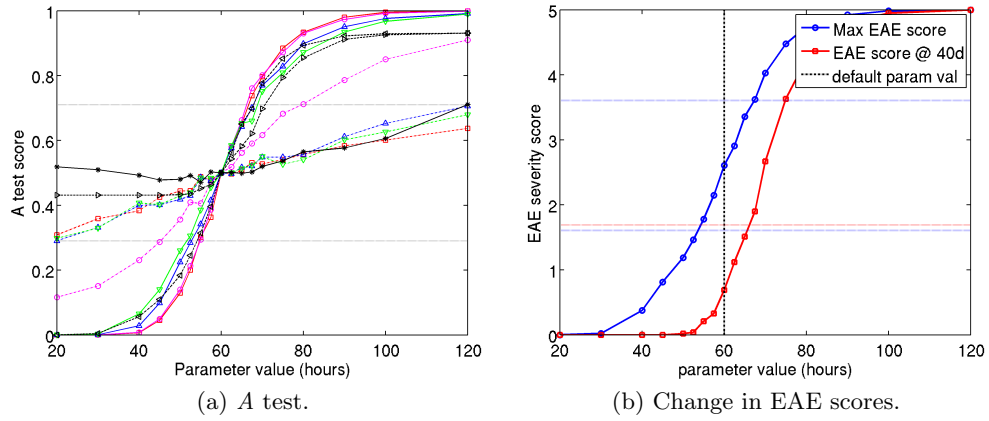 1
0.8
0.6
0.4
0.2
0
20
40
60
80
100
120
A test score
Parameter value (hours)
(a) A test.
5
4
3
2
1
0
20
40
60
80
100
120
EAE severity score
parameter value (hours)
Max EAE score
EAE score @ 40d
default param val
(b) Change in EAE scores.